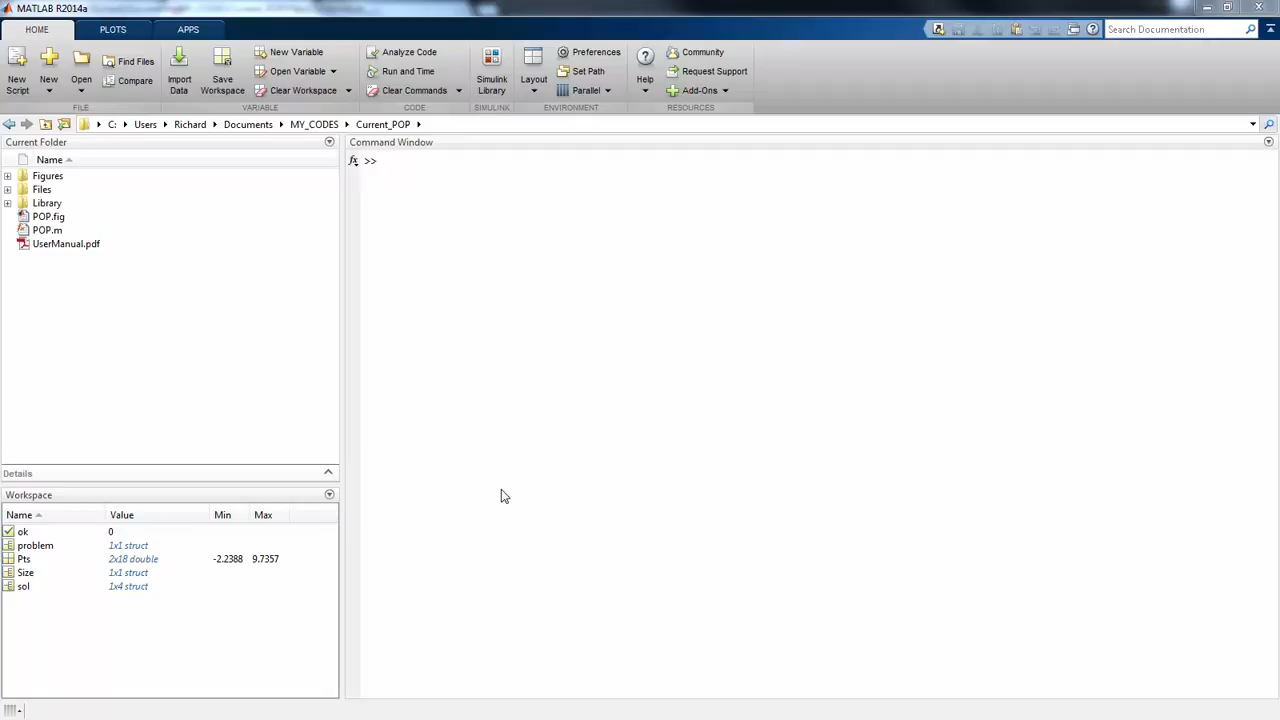 MATLAB R2014a
HOME
PLOTS
APPS
Search Documentation
New Script
New
Open
Find Files
Compare
Import Data
Save Workspace
New Variable
Open Variable
Clear Workspace
Analyze Code
Run and Time
Clear Commands
Simulink Library
Layout
Preferences
Set Path
Parallel
Help
Community
Request Support
Add-Ons
FILE
VARIABLE
CODE
SIMULINK
ENVIRONMENT
RESOURCES
C: Users Richard Documents MY_CODES Current_POP
Current Folder
Name
Figures
Files
Library
POP.fig
POP.m
UserManual.pdf
Details
Workspace
Name Value Min Max
ok 0
problem 1x1 struct
Pts 2x18 double -2.2388 9.7357
Size 1x1 struct
sol 1x4 struct
Command Window
fx >>